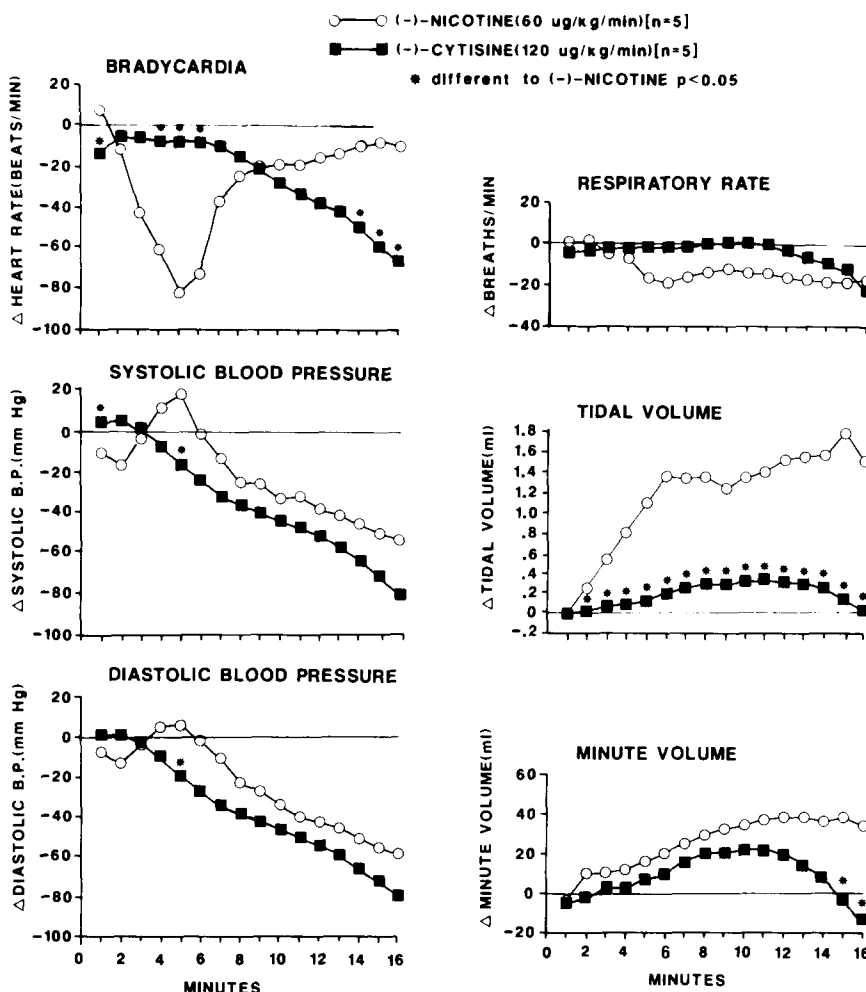 (-)-NICOTINE(60 ug/kg/min)[n=5]
(-)-CYTISINE(120 ug/kg/min)[n=5]
* different to (-)-NICOTINE p<0.05
BRADYCARDIA
20
0
-20
-40
-60
-80
-100
Δ HEART RATE(BEATS/MIN)
SYSTOLIC BLOOD PRESSURE
20
0
-20
-40
-60
-80
-100
Δ SYSTOLIC B.P.(mm Hg)
DIASTOLIC BLOOD PRESSURE
20
0
-20
-40
-60
-80
-100
Δ DIASTOLIC B.P.(mm Hg)
0 2 4 6 8 10 12 14 16
MINUTES
RESPIRATORY RATE
20
0
-20
-40
Δ BREATHS/MIN
TIDAL VOLUME
1.8
1.6
1.4
1.2
1.0
.8
.6
.4
.2
0
-.2
Δ TIDAL VOLUME(ml)
MINUTE VOLUME
60
40
20
0
-20
Δ MINUTE VOLUME(ml)
0 2 4 6 8 10 12 14 16
MINUTES